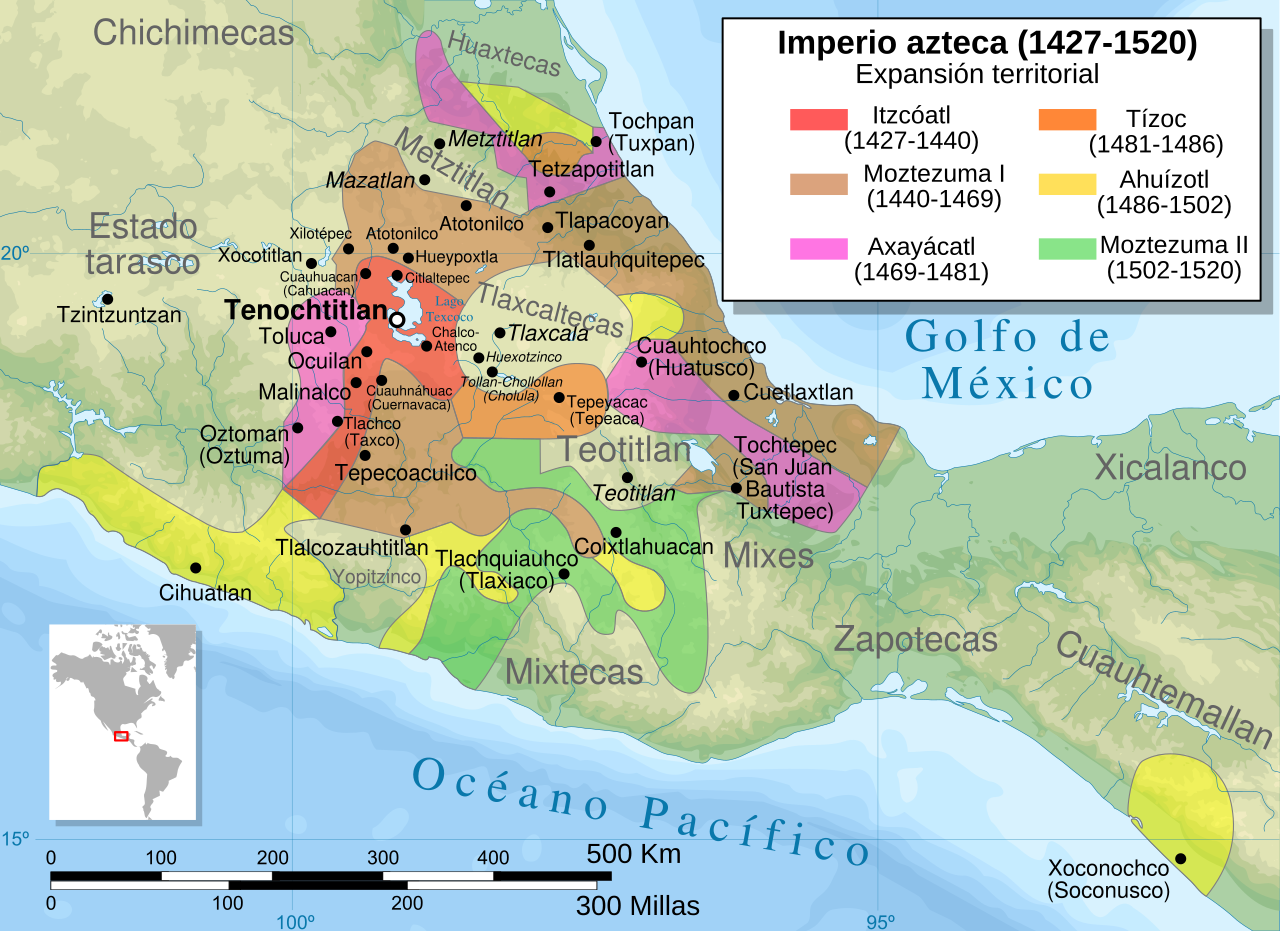 Imperio azteca (1427-1520)
Expansión territorial
Itzcóatl
(1427-1440)
Tízoc
(1481-1486)
Moztezuma I
(1440-1469)
Ahuízotl
(1486-1502)
Axayácatl
(1469-1481)
Moztezuma II
(1502-1520)
Chichimecas
Huaxtecas
Tochpan
(Tuxpan)
Metztitlan
Metztitlan
Tetzapotitlan
Mazatlan
Atotonilco
Tlapacoyan
Estado
tarasco
Xilotépec
Atotonilco
Xocotitlan
Hueypoxtla
Tlatlauhquitepec
20º
Cuauhuacan
(Cahuacan)
Citlaltepec
Tzintzuntzan
Tenochtitlan
Lago
Texcoco
Tlaxcaltecas
Toluca
Chalco-
Atenco
Tlaxcala
Ocuilan
Huexotzinco
Cuauhtochco
(Huatusco)
Golfo de
México
Malinalco
Cuauhnáhuac
(Cuernavaca)
Tollan-Chollollan
(Cholula)
Tepeyacac
(Tepeaca)
Cuetlaxtlan
Oztoman
(Oztuma)
Tlachco
(Taxco)
Tepecoacuilco
Teotitlan
Teotitlan
Tochtepec
(San Juan
Bautista
Tuxtepec)
Xicalanco
Tlalcozauhtitlan
Yopitzinco
Tlachquiauhco
(Tlaxiaco)
Coixtlahuacan
Mixes
Cihuatlan
Mixtecas
Zapotecas
Cuauhtemallan
Océano Pacífico
Xoconochco
(Soconusco)
15º
0 100 200 300 400 500 Km
0 100 200 300 Millas
100º
95º